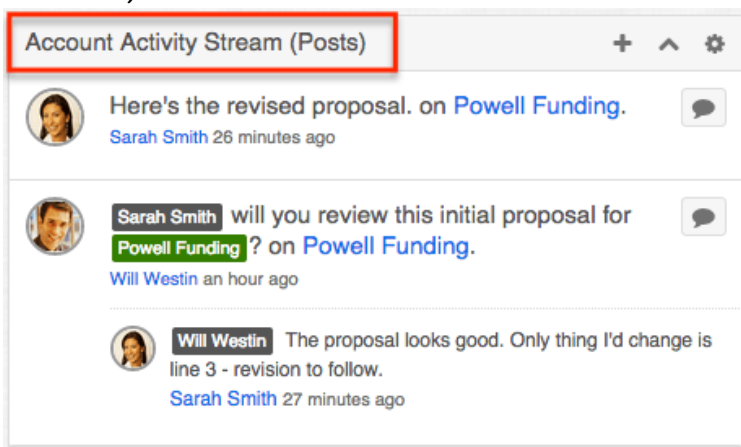 Account Activity Stream (Posts)
Here's the revised proposal. on Powell Funding.
Sarah Smith 26 minutes ago
Sarah Smith will you review this initial proposal for
Powell Funding ? on Powell Funding.
Will Westin an hour ago
Will Westin The proposal looks good. Only thing I'd change is
line 3 - revision to follow.
Sarah Smith 27 minutes ago